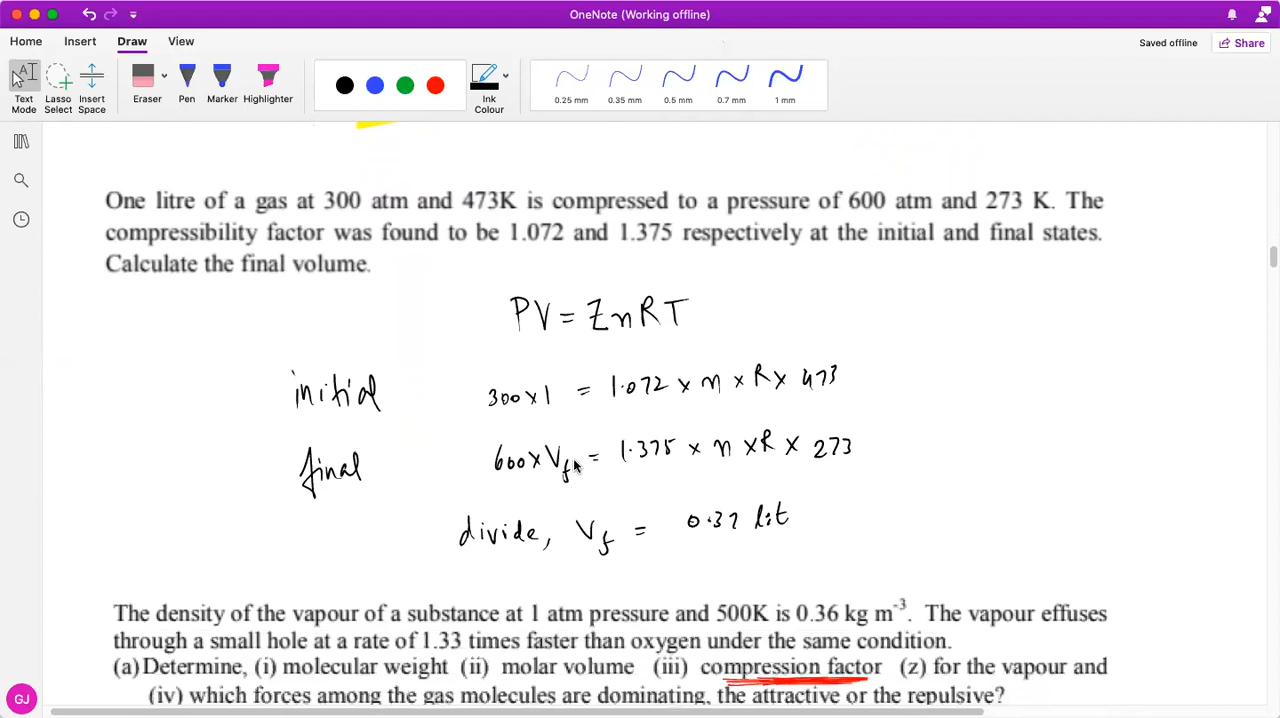 OneNote (Working offline)
Home Insert Draw View
Saved offline Share
Text Mode
Lasso Select
Insert Space
Eraser
Pen
Marker
Highlighter
Ink Colour
0.25 mm 0.35 mm 0.5 mm 0.7 mm 1 mm
One litre of a gas at 300 atm and 473K is compressed to a pressure of 600 atm and 273 K. The
compressibility factor was found to be 1.072 and 1.375 respectively at the initial and final states.
Calculate the final volume.
PV = ZnRT
initial 300 × 1 = 1.072 × n × R × 473
final 600 × Vf = 1.375 × n × R × 273
divide, Vf = 0.37 lit
The density of the vapour of a substance at 1 atm pressure and 500K is 0.36 kg m⁻³. The vapour effuses
through a small hole at a rate of 1.33 times faster than oxygen under the same condition.
(a) Determine, (i) molecular weight (ii) molar volume (iii) compression factor (z) for the vapour and
(iv) which forces among the gas molecules are dominating, the attractive or the repulsive?
GJ